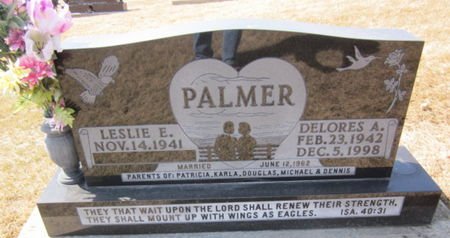 PALMER
LESLIE E.
NOV. 14. 1941
DELORES A.
FEB. 23, 1942
DEC. 5, 1998
MARRIED JUNE 12, 1962
PARENTS OF: PATRICIA, KARLA, DOUGLAS, MICHAEL & DENNIS
THEY THAT WAIT UPON THE LORD SHALL RENEW THEIR STRENGTH,
THEY SHALL MOUNT UP WITH WINGS AS EAGLES. ISA. 40:31